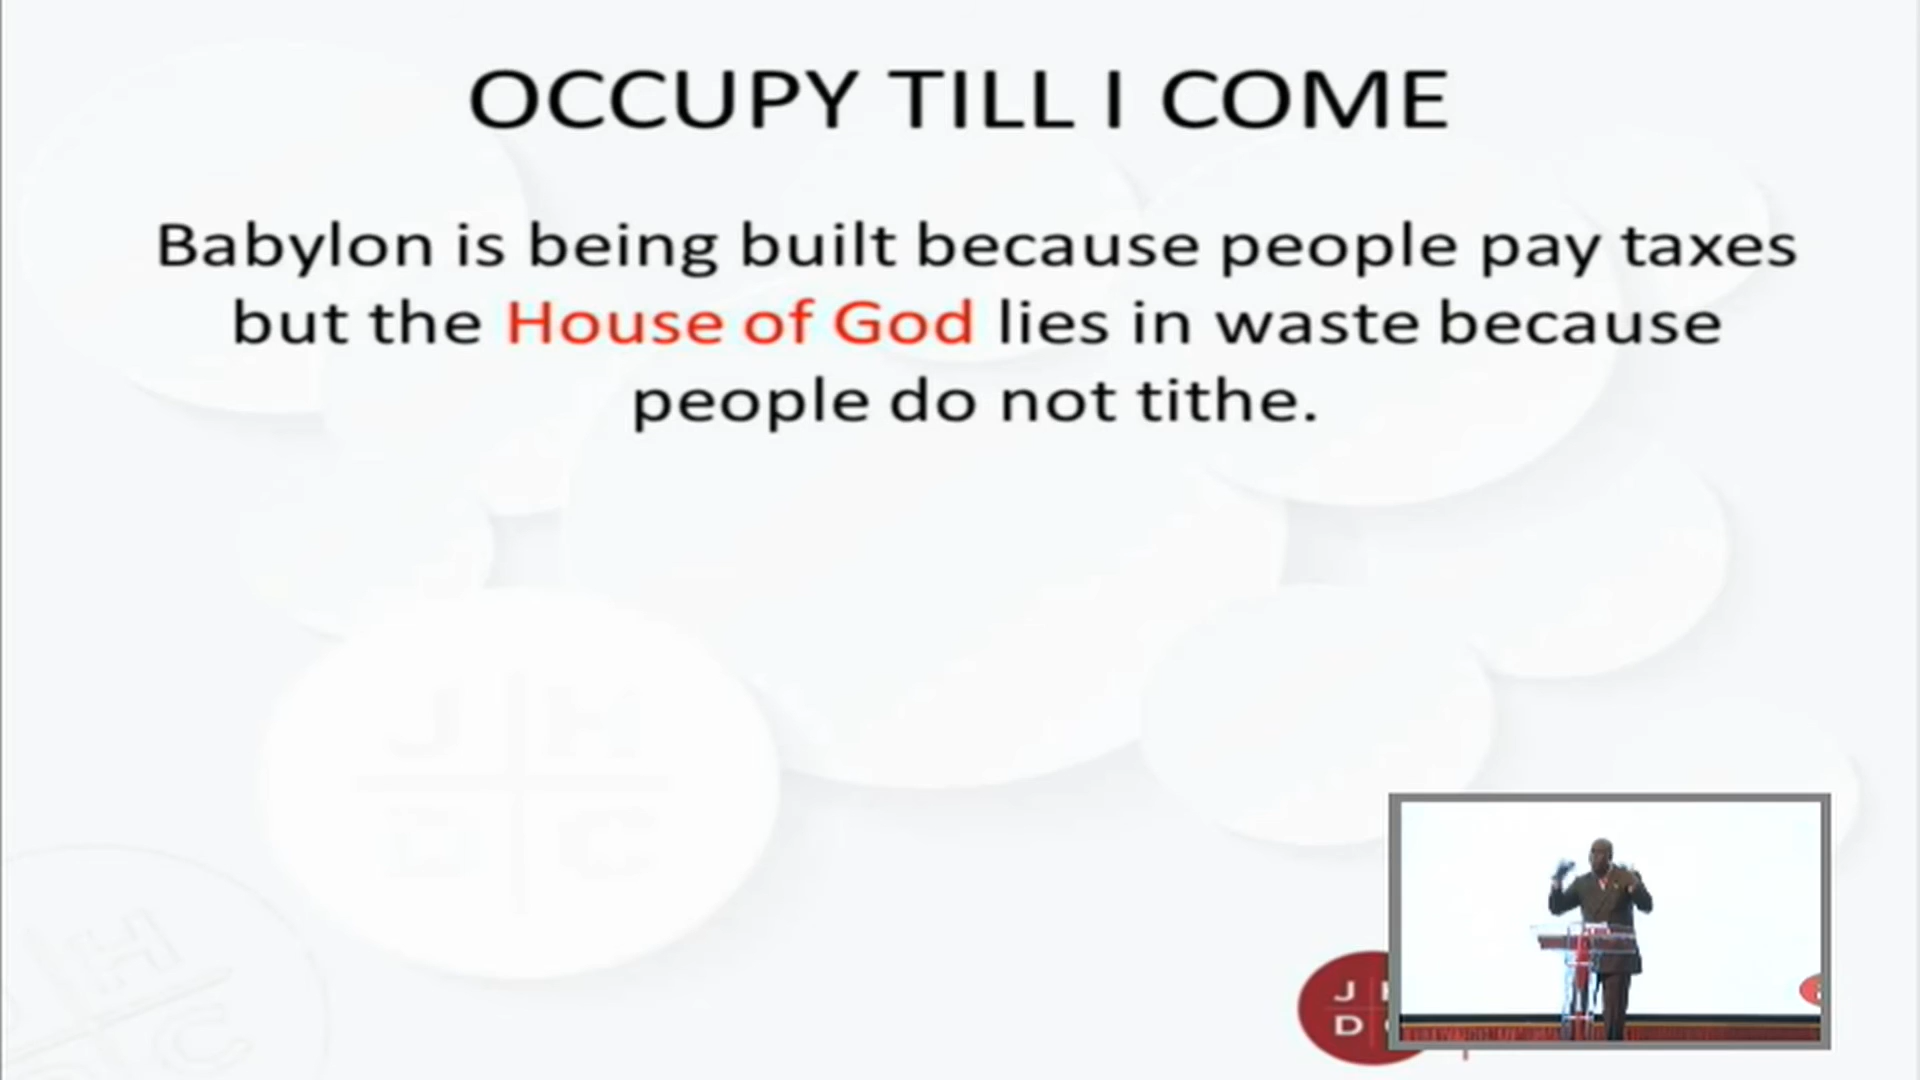 OCCUPY TILL I COME
Babylon is being built because people pay taxes
but the House of God lies in waste because
people do not tithe.
J H
D C
J
D